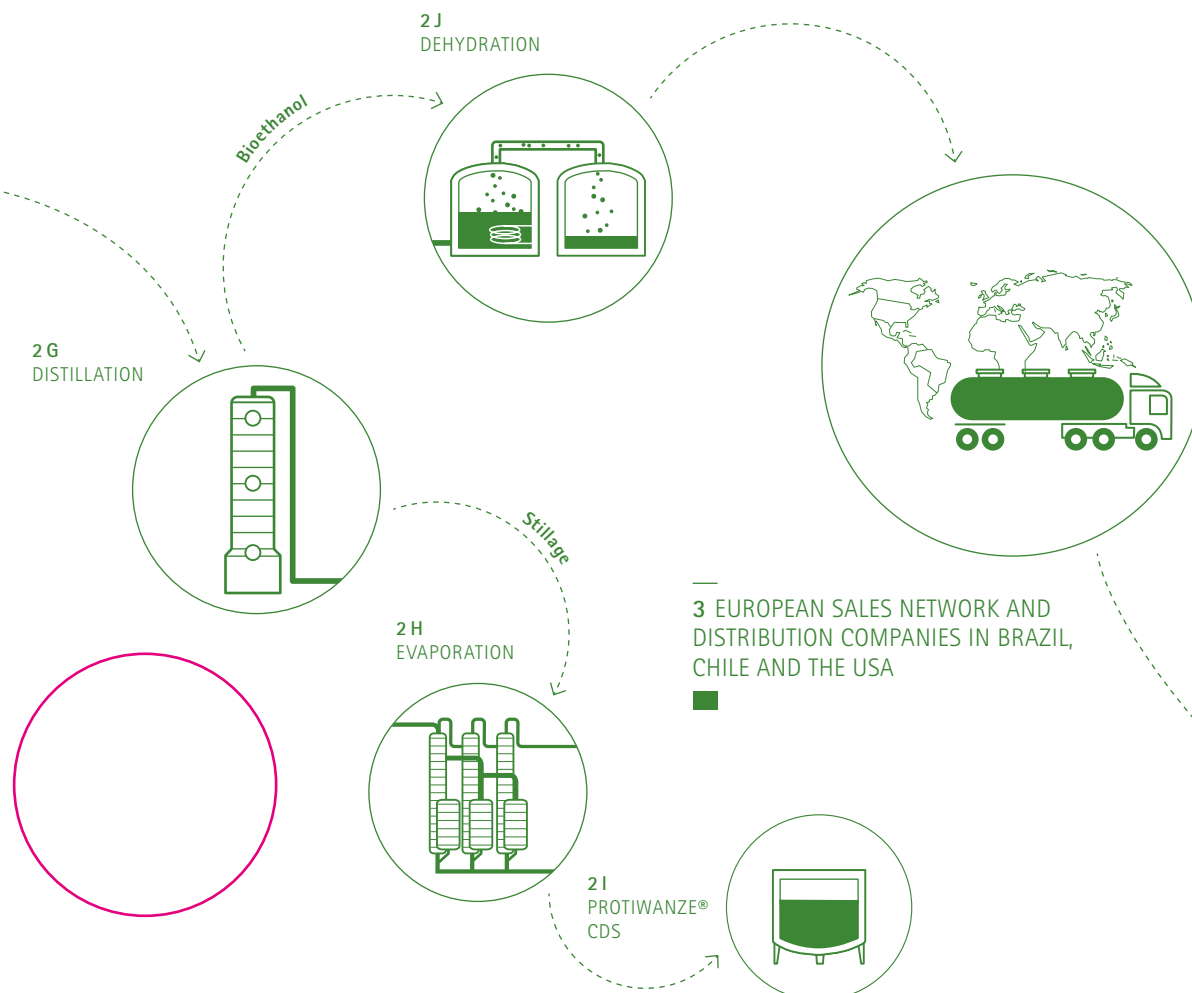 2 J
DEHYDRATION
Bioethanol
2 G
DISTILLATION
Stillage
2 H
EVAPORATION
3 EUROPEAN SALES NETWORK AND
DISTRIBUTION COMPANIES IN BRAZIL,
CHILE AND THE USA
2 I
PROTIWANZE®
CDS